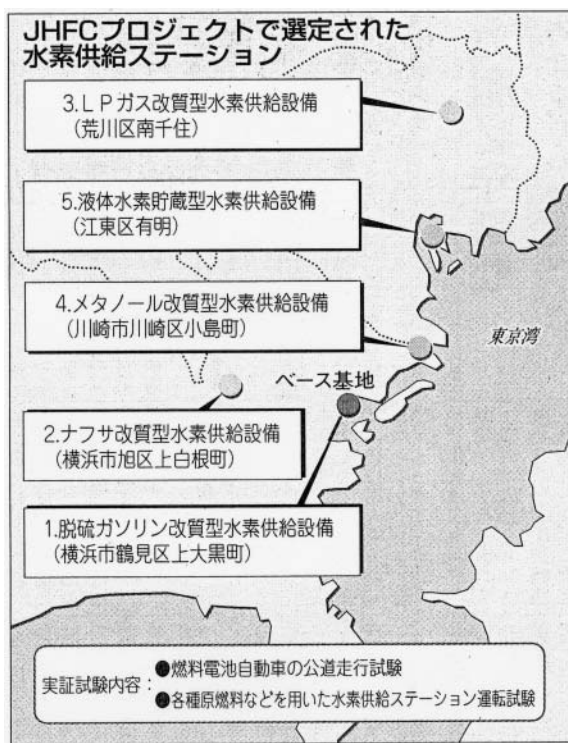 JHFCプロジェクトで選定された
水素供給ステーション
3.LPガス改質型水素供給設備
(荒川区南千住)
5.液体水素貯蔵型水素供給設備
(江東区有明)
4.メタノール改質型水素供給設備
(川崎市川崎区小島町)
東京湾
ベース基地
2.ナフサ改質型水素供給設備
(横浜市旭区上白根町)
1.脱硫ガソリン改質型水素供給設備
(横浜市鶴見区上大黒町)
実証試験内容:
●燃料電池自動車の公道走行試験
●各種原燃料などを用いた水素供給ステーション運転試験